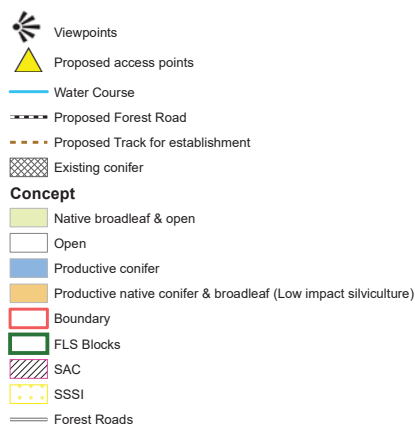 Viewpoints
Proposed access points
Water Course
Proposed Forest Road
Proposed Track for establishment
Existing conifer
Concept
Native broadleaf & open
Open
Productive conifer
Productive native conifer & broadleaf (Low impact silviculture)
Boundary
FLS Blocks
SAC
SSSI
Forest Roads